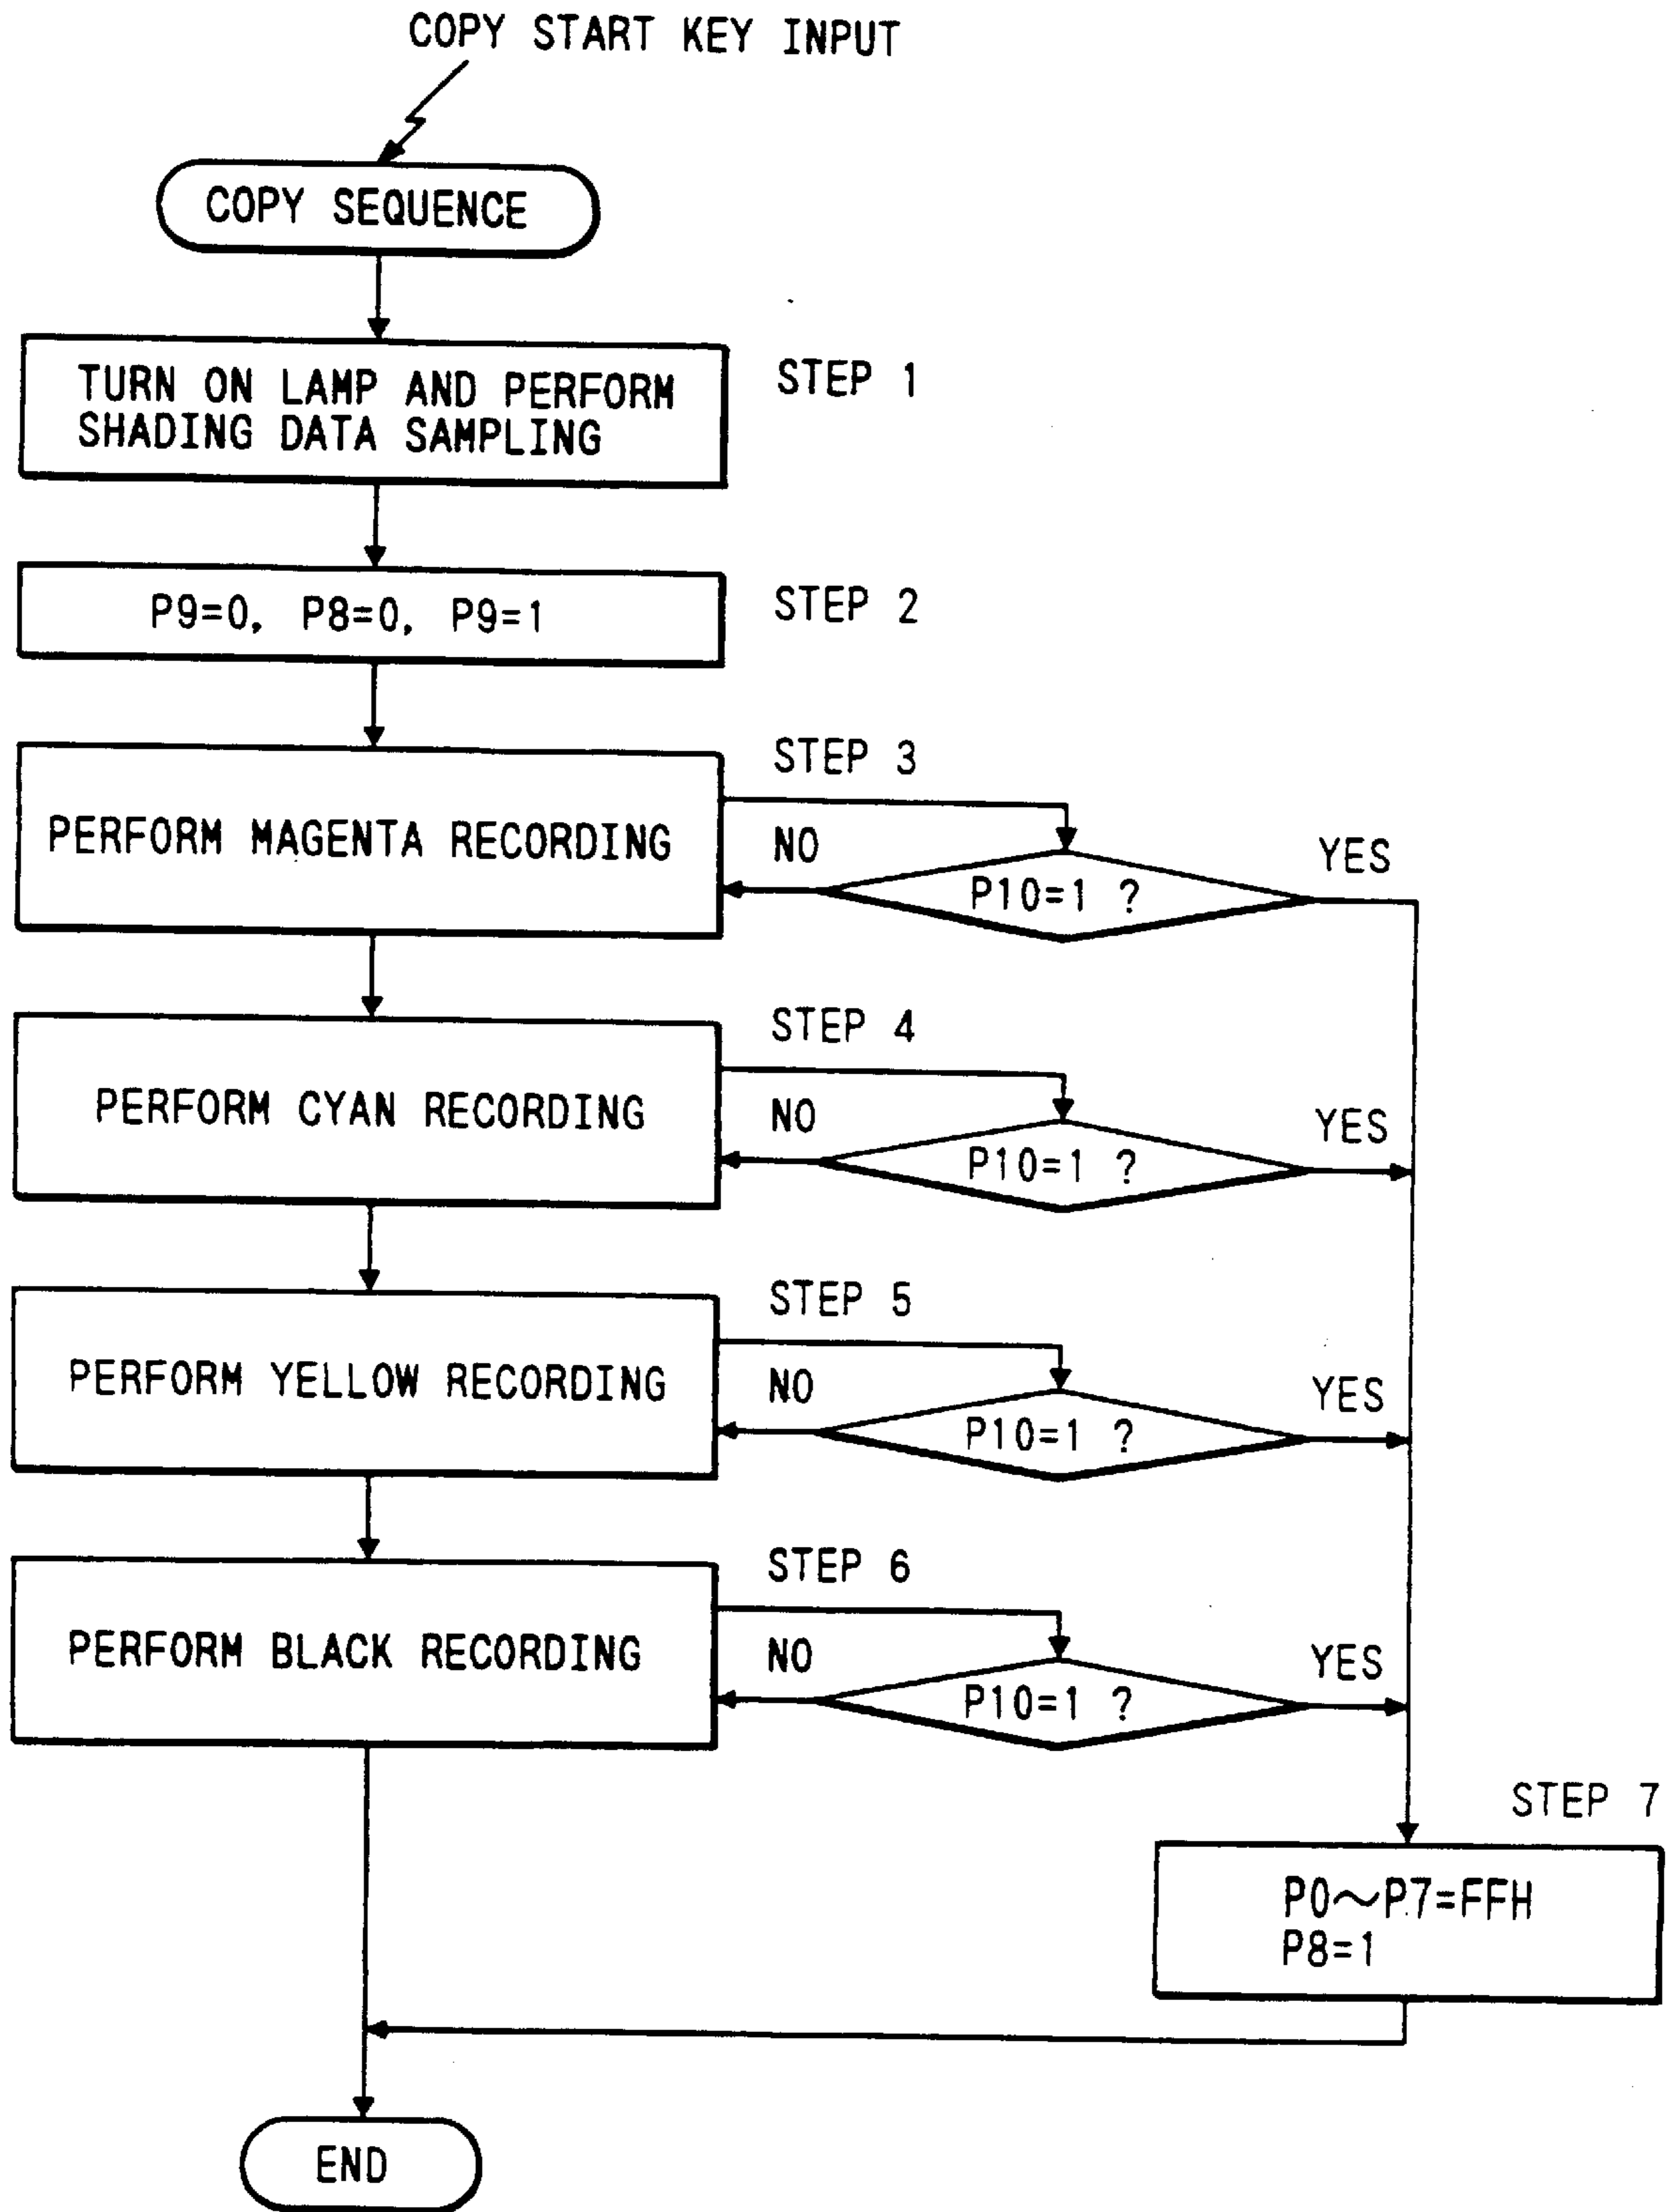 COPY START KEY INPUT
COPY SEQUENCE
TURN ON LAMP AND PERFORM
SHADING DATA SAMPLING
STEP 1
P9=0, P8=0, P9=1
STEP 2
STEP 3
PERFORM MAGENTA RECORDING
NO
P10=1 ?
YES
STEP 4
PERFORM CYAN RECORDING
NO
P10=1 ?
YES
STEP 5
PERFORM YELLOW RECORDING
NO
P10=1 ?
YES
STEP 6
PERFORM BLACK RECORDING
NO
P10=1 ?
YES
STEP 7
P0~P7=FFH
P8=1
END